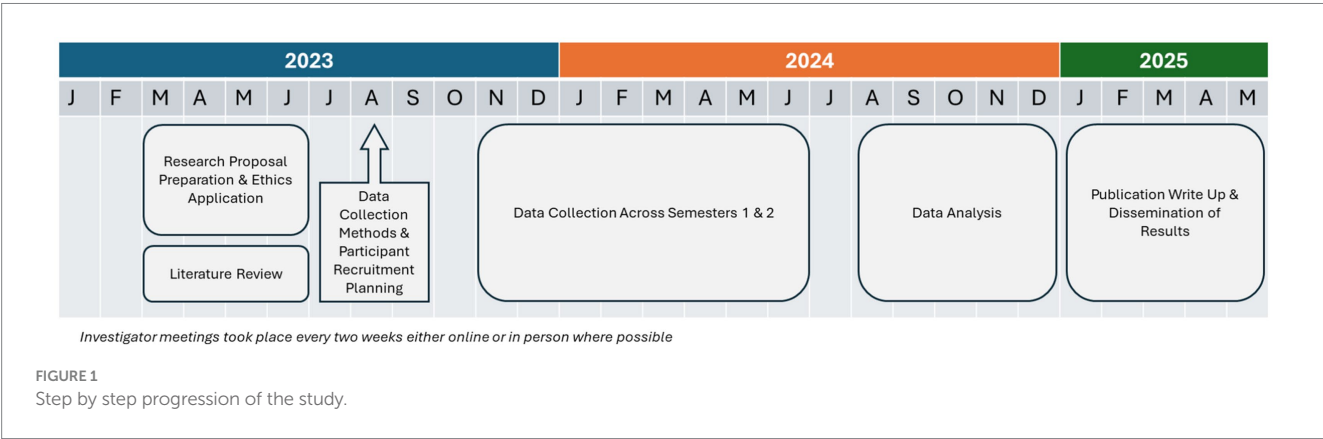 2023 2024 2025
J F M A M J J A S O N D J F M A M J J A S O N D J F M A M
Research Proposal
Preparation & Ethics
Application
Literature Review
Data
Collection
Methods &
Participant
Recruitment
Planning
Data Collection Across Semesters 1 & 2
Data Analysis
Publication Write Up &
Dissemination of
Results
Investigator meetings took place every two weeks either online or in person where possible
FIGURE 1
Step by step progression of the study.